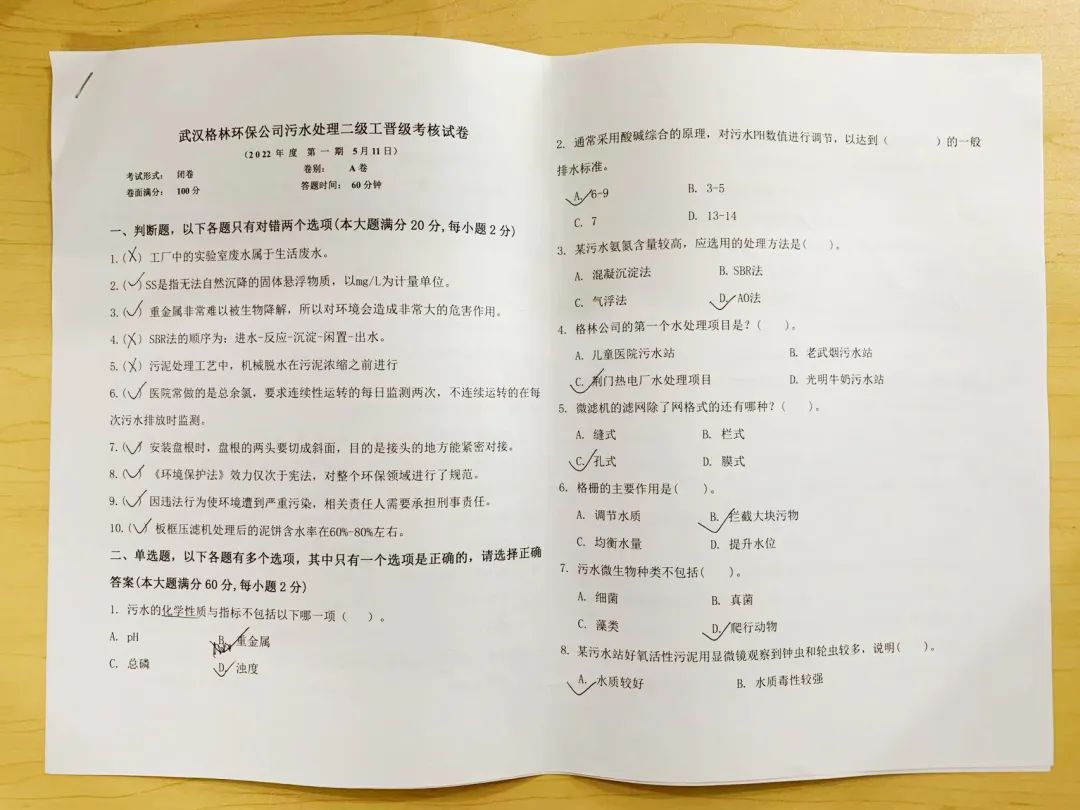 武汉格林环保公司污水处理二级工晋级考核试卷
(2022 年 度 第 一 期 5月11日)
考试形式: 闭卷 卷别: A 卷
卷面满分: 100 分 答题时间: 60 分钟
一、判断题，以下各题只有对错两个选项(本大题满分 20 分,每小题 2 分)
1.(X) 工厂中的实验室废水属于生活废水。
2.(✓)SS是指无法自然沉降的固体悬浮物质，以mg/L为计量单位。
3.(✓) 重金属非常难以被生物降解，所以对环境会造成非常大的危害作用。
4.(X) SBR法的顺序为: 进水-反应-沉淀-闲置-出水。
5.(X) 污泥处理工艺中，机械脱水在污泥浓缩之前进行
6.(✓) 医院常做的是总余氯，要求连续性运转的每日监测两次，不连续运转的在每
次污水排放时监测。
7.(✓) 安装盘根时，盘根的两头要切成斜面，目的是接头的地方能紧密对接。
8.(✓) 《环境保护法》效力仅次于宪法，对整个环保领域进行了规范。
9.(✓) 因违法行为使环境遭到严重污染，相关责任人需要承担刑事责任。
10.(✓) 板框压滤机处理后的泥饼含水率在60%-80%左右。
二、单选题，以下各题有多个选项，其中只有一个选项是正确的，请选择正确
答案(本大题满分 60 分,每小题 2 分)
1. 污水的化学性质与指标不包括以下哪一项（ ）。
A. pH B. 重金属
C. 总磷 D. ✓ 浊度
2. 通常采用酸碱综合的原理，对污水PH数值进行调节，以达到（ ）的一般
排水标准。
A. ✓ 6-9 B. 3-5
C. 7 D. 13-14
3. 某污水氨氮含量较高，应选用的处理方法是( )。
A. 混凝沉淀法 B. SBR法
C. 气浮法 D. ✓ AO法
4. 格林公司的第一个水处理项目是？( )。
A. 儿童医院污水站 B. 老武烟污水站
C. ✓ 荆门热电厂水处理项目 D. 光明牛奶污水站
5. 微滤机的滤网除了网格式的还有哪种？( )。
A. 缝式 B. 栏式
C. ✓ 孔式 D. 膜式
6. 格栅的主要作用是( )。
A. 调节水质 B. ✓ 拦截大块污物
C. 均衡水量 D. 提升水位
7. 污水微生物种类不包括( )。
A. 细菌 B. 真菌
C. 藻类 D. ✓ 爬行动物
8. 某污水站好氧活性污泥用显微镜观察到钟虫和轮虫较多，说明( )。
A. ✓ 水质较好 B. 水质毒性较强